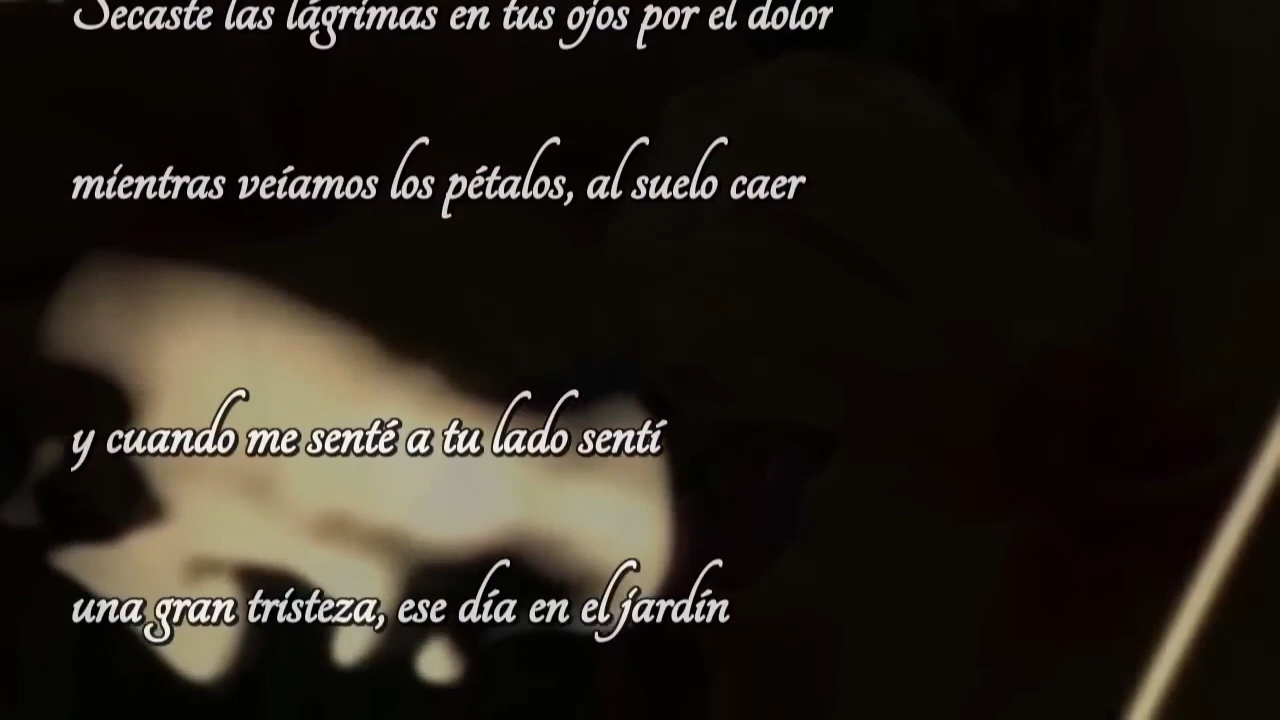 Secaste las lágrimas en tus ojos por el dolor
mientras veíamos los pétalos, al suelo caer
y cuando me senté a tu lado sentí
una gran tristeza, ese día en el jardín